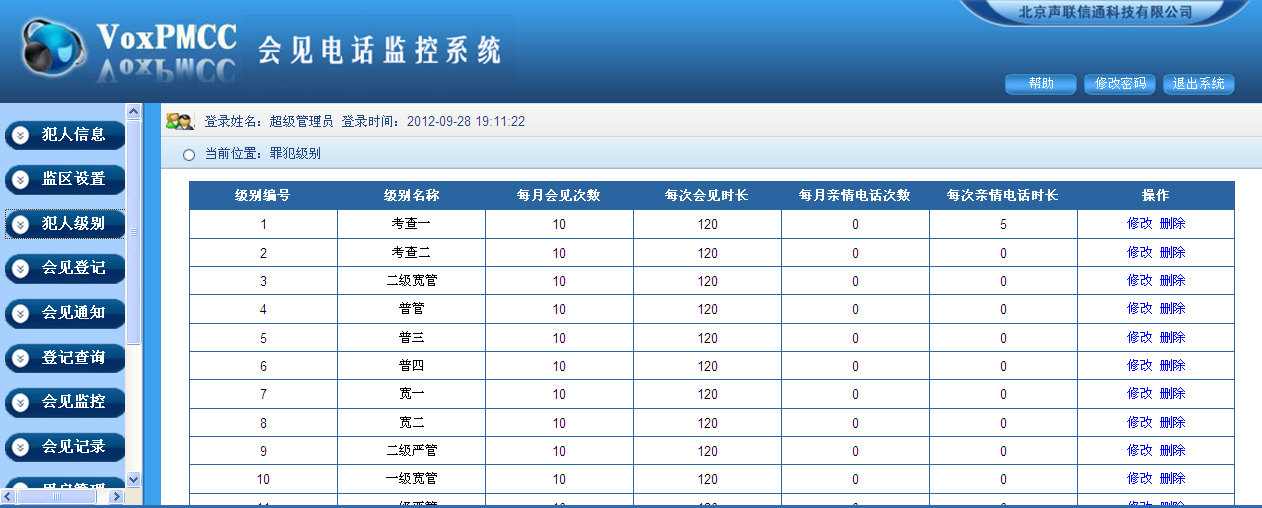 北京声联信通科技有限公司
VoxPMCC 会见电话监控系统
帮助 修改密码 退出系统
犯人信息
监区设置
犯人级别
会见登记
会见通知
登记查询
会见监控
会见记录
用户管理
登录姓名：超级管理员 登录时间：2012-09-28 19:11:22
当前位置：罪犯级别
级别编号 级别名称 每月会见次数 每次会见时长 每月亲情电话次数 每次亲情电话时长 操作
1 考查一 10 120 0 5 修改 删除
2 考查二 10 120 0 0 修改 删除
3 二级宽管 10 120 0 0 修改 删除
4 普管 10 120 0 0 修改 删除
5 普三 10 120 0 0 修改 删除
6 普四 10 120 0 0 修改 删除
7 宽一 10 120 0 0 修改 删除
8 宽二 10 120 0 0 修改 删除
9 二级严管 10 120 0 0 修改 删除
10 一级宽管 10 120 0 0 修改 删除